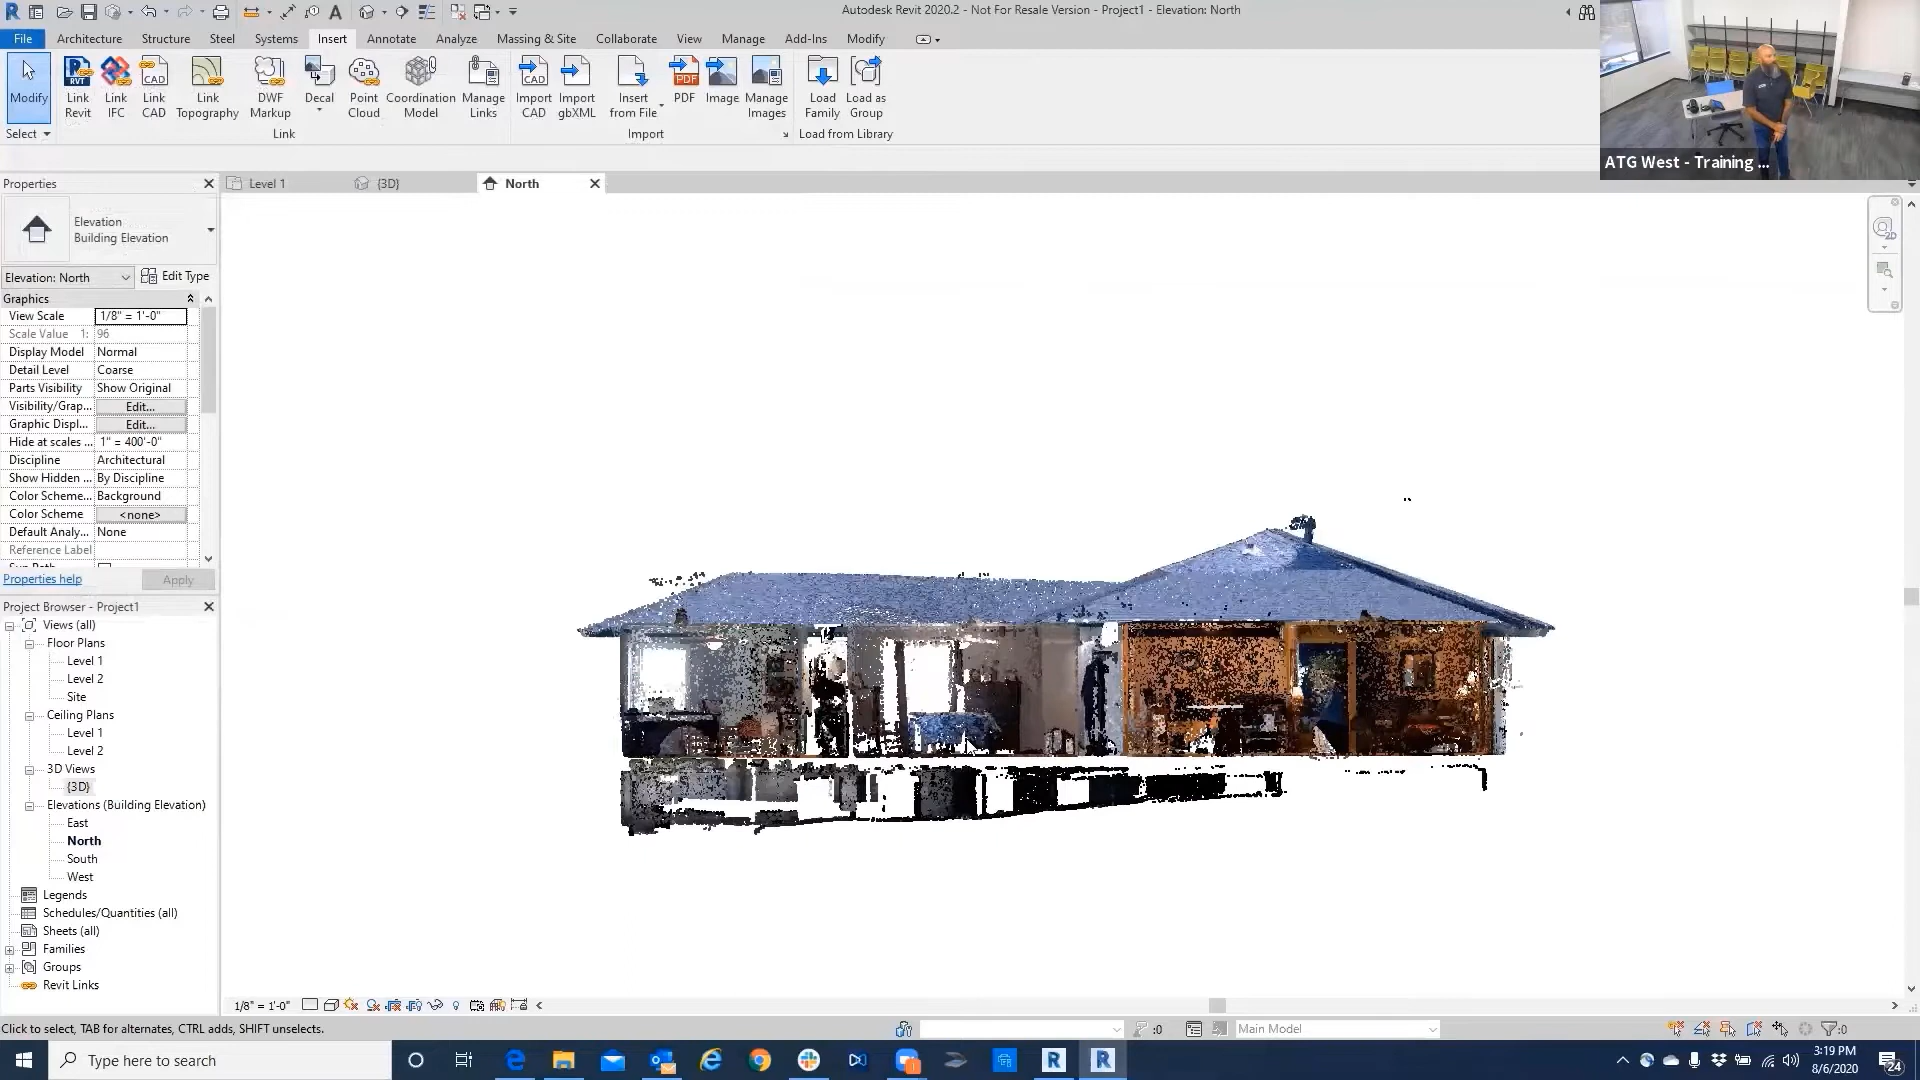 Autodesk Revit 2020.2 - Not For Resale Version - Project1 - Elevation: North
File Architecture Structure Steel Systems Insert Annotate Analyze Massing & Site Collaborate View Manage Add-Ins Modify
Modify
Link Revit
Link IFC
Link CAD
Link Topography
DWF Markup
Decal
Point Cloud
Coordination Model
Manage Links
Import CAD
Import gbXML
Insert from File
PDF
Image
Manage Images
Load Family
Load as Group
Select Link Import Load from Library
ATG West - Training ...
Properties
Level 1 {3D} North
Elevation
Building Elevation
Elevation: North Edit Type
Graphics
View Scale 1/8" = 1'-0"
Scale Value 1: 96
Display Model Normal
Detail Level Coarse
Parts Visibility Show Original
Visibility/Grap... Edit...
Graphic Displ... Edit...
Hide at scales ... 1" = 400'-0"
Discipline Architectural
Show Hidden ... By Discipline
Color Scheme... Background
Color Scheme <none>
Default Analy... None
Reference Label
Properties help Apply
Project Browser - Project1
Views (all)
Floor Plans
Level 1
Level 2
Site
Ceiling Plans
Level 1
Level 2
3D Views
{3D}
Elevations (Building Elevation)
East
North
South
West
Legends
Schedules/Quantities (all)
Sheets (all)
Families
Groups
Revit Links
1/8" = 1'-0"
Click to select, TAB for alternates, CTRL adds, SHIFT unselects.
:0 Main Model :0
Type here to search
3:19 PM
8/6/2020
24